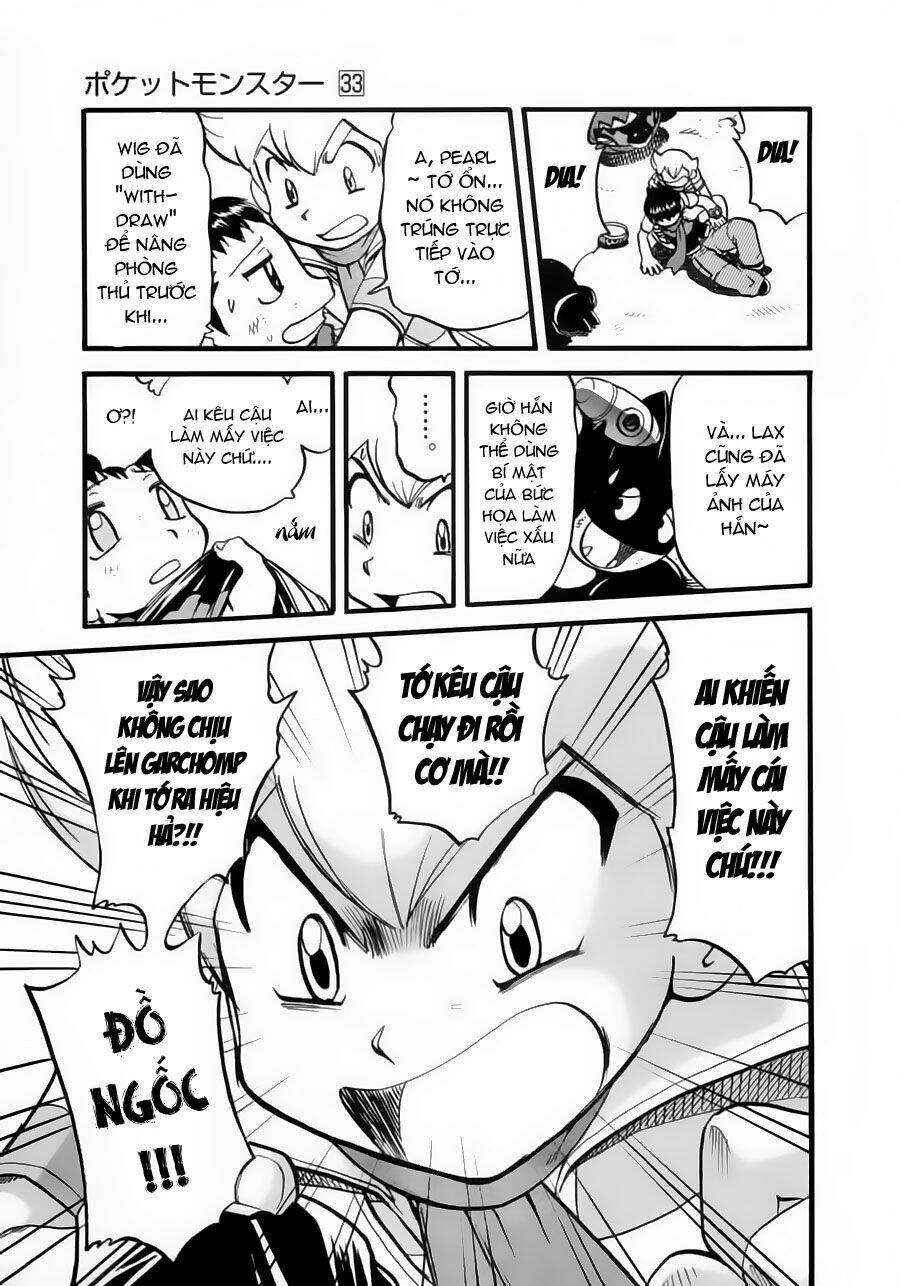 ポケットモンスター 33
DIA!
DIA!
A, PEARL
~ TỚ ỔN...
NÓ KHÔNG
TRÚNG TRỰC
TIẾP VÀO
TỚ...
WIG ĐÃ
DÙNG
"WITH-
DRAW"
ĐỂ NÂNG
PHÒNG
THỦ TRƯỚC
KHI...
VÀ... LAX
CŨNG ĐÃ
LẤY MÁY
ẢNH CỦA
HẮN~
GIỜ HẮN
KHÔNG
THỂ DÙNG
BÍ MẬT
CỦA BỨC
HỌA LÀM
VIỆC XẤU
NỮA
......。
AI...
AI KÊU CẬU
LÀM MẤY VIỆC
NÀY CHỨ....
nắm
Ơ?!
AI KHIẾN
CẬU LÀM
MẤY CÁI
VIỆC NÀY
CHỨ!!!
TỚ KÊU CẬU
CHẠY ĐI RỒI
CƠ MÀ!!
VẬY SAO
KHÔNG CHỊU
LÊN GARCHOMP
KHI TỚ RA HIỆU
HẢ?!!
ĐỒ
NGỐC
!!!